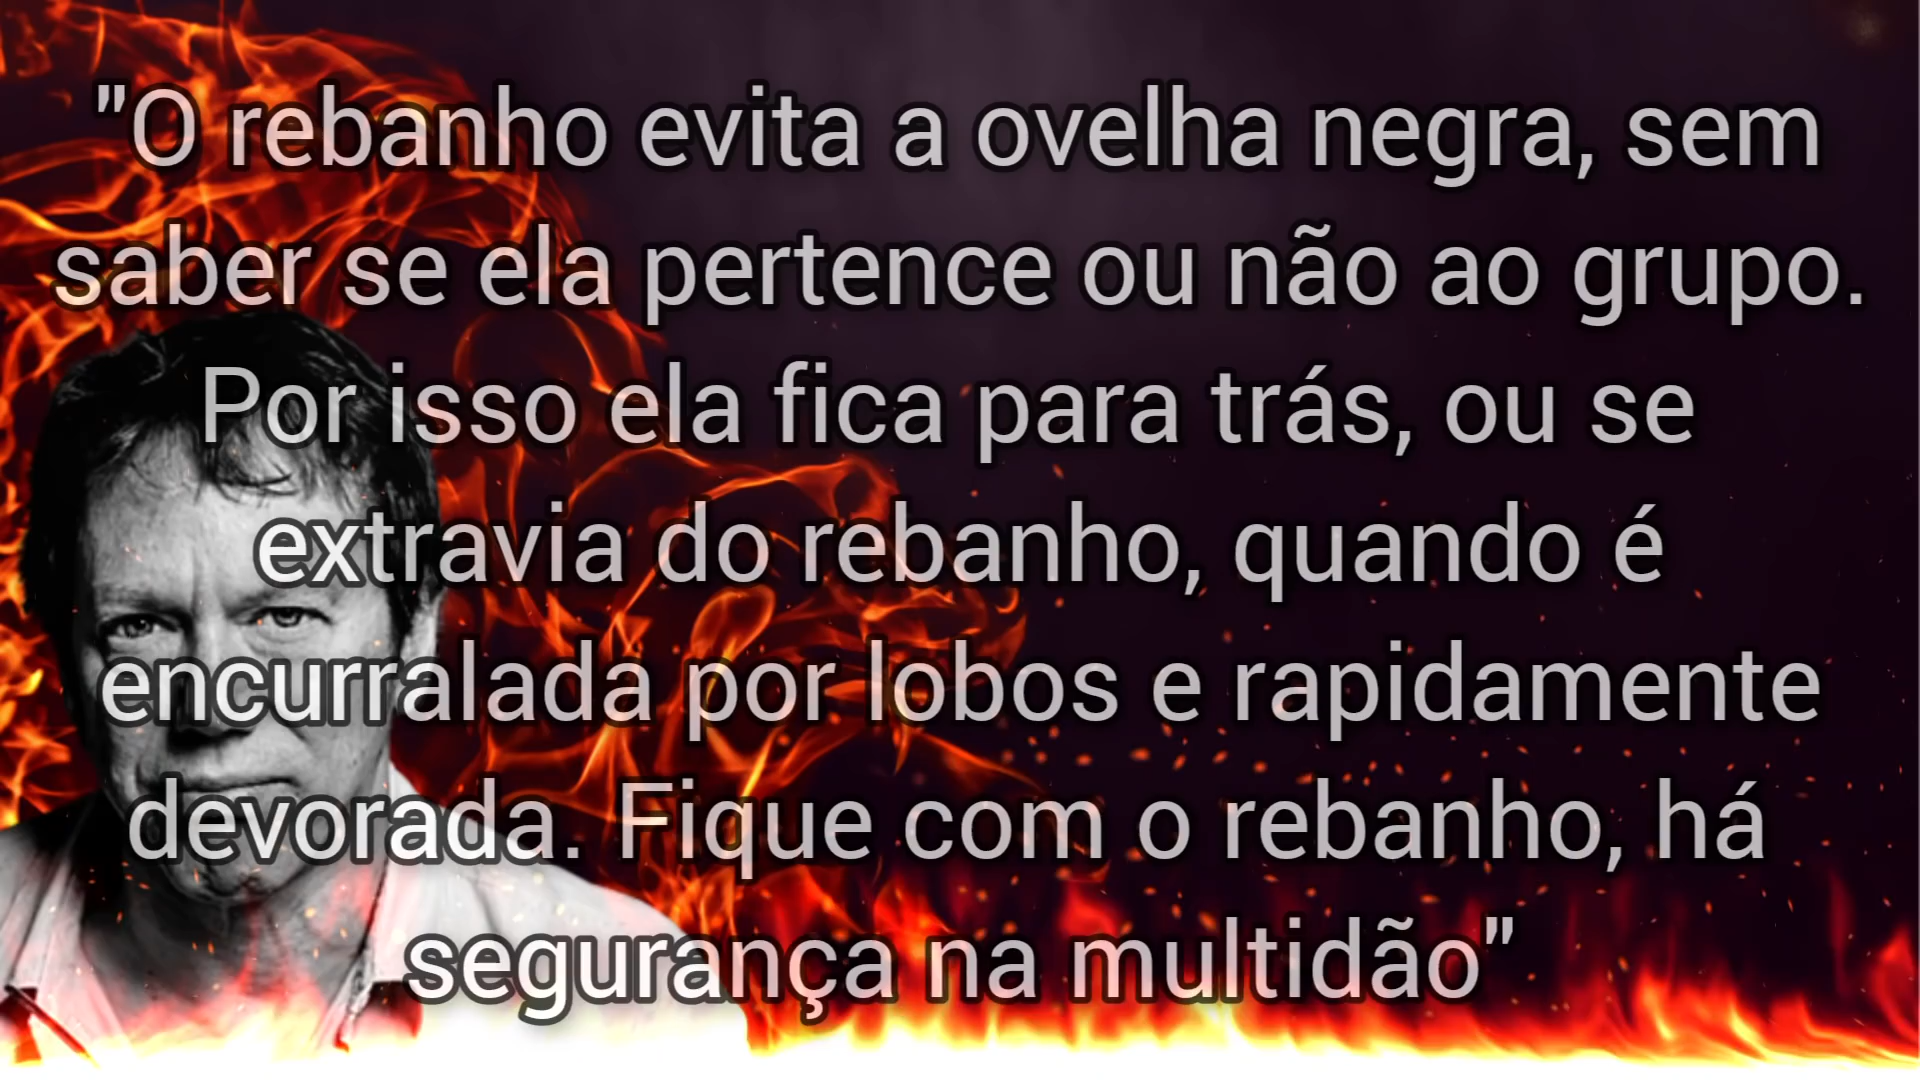 "O rebanho evita a ovelha negra, sem
saber se ela pertence ou não ao grupo.
Por isso ela fica para trás, ou se
extravia do rebanho, quando é
encurralada por lobos e rapidamente
devorada. Fique com o rebanho, há
segurança na multidão"